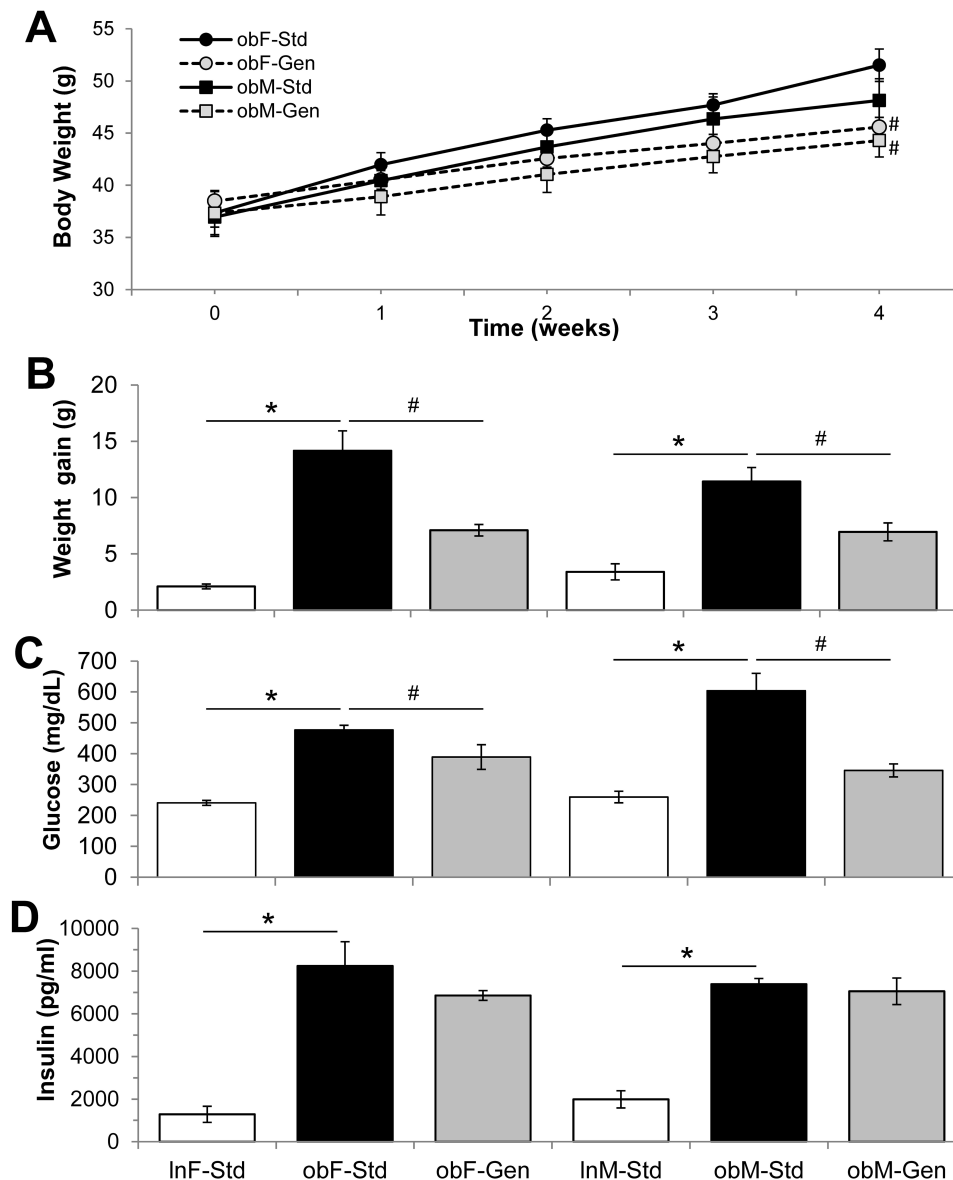 A
55
50
45
40
35
30
Body Weight (g)
obF-Std
obF-Gen
obM-Std
obM-Gen
#
#
0 1 2 3 4
Time (weeks)
B
20
15
10
5
0
Weight gain (g)
* # * #
C
700
600
500
400
300
200
100
0
Glucose (mg/dL)
* # * #
D
10000
8000
6000
4000
2000
0
Insulin (pg/ml)
* *
lnF-Std obF-Std obF-Gen lnM-Std obM-Std obM-Gen